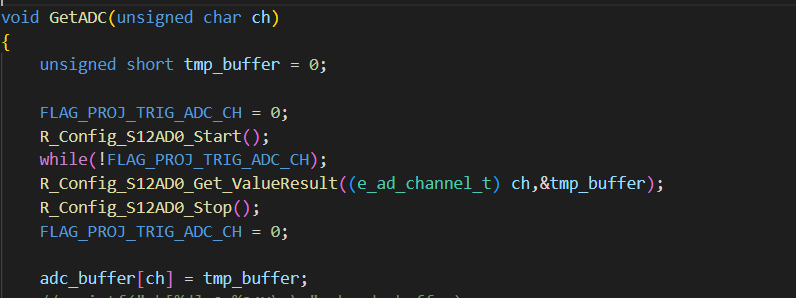 void GetADC(unsigned char ch)
{
    unsigned short tmp_buffer = 0;

    FLAG_PROJ_TRIG_ADC_CH = 0;
    R_Config_S12AD0_Start();
    while(!FLAG_PROJ_TRIG_ADC_CH);
    R_Config_S12AD0_Get_ValueResult((e_ad_channel_t) ch,&tmp_buffer);
    R_Config_S12AD0_Stop();
    FLAG_PROJ_TRIG_ADC_CH = 0;

    adc_buffer[ch] = tmp_buffer;